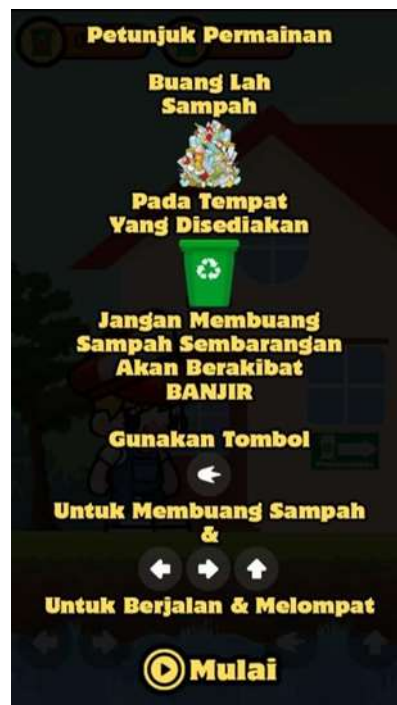 Petunjuk Permainan
Buang Lah
Sampah
Pada Tempat
Yang Disediakan
Jangan Membuang
Sampah Sembarangan
Akan Berakibat
BANJIR
Gunakan Tombol
Untuk Membuang Sampah
&
Untuk Berjalan & Melompat
Mulai